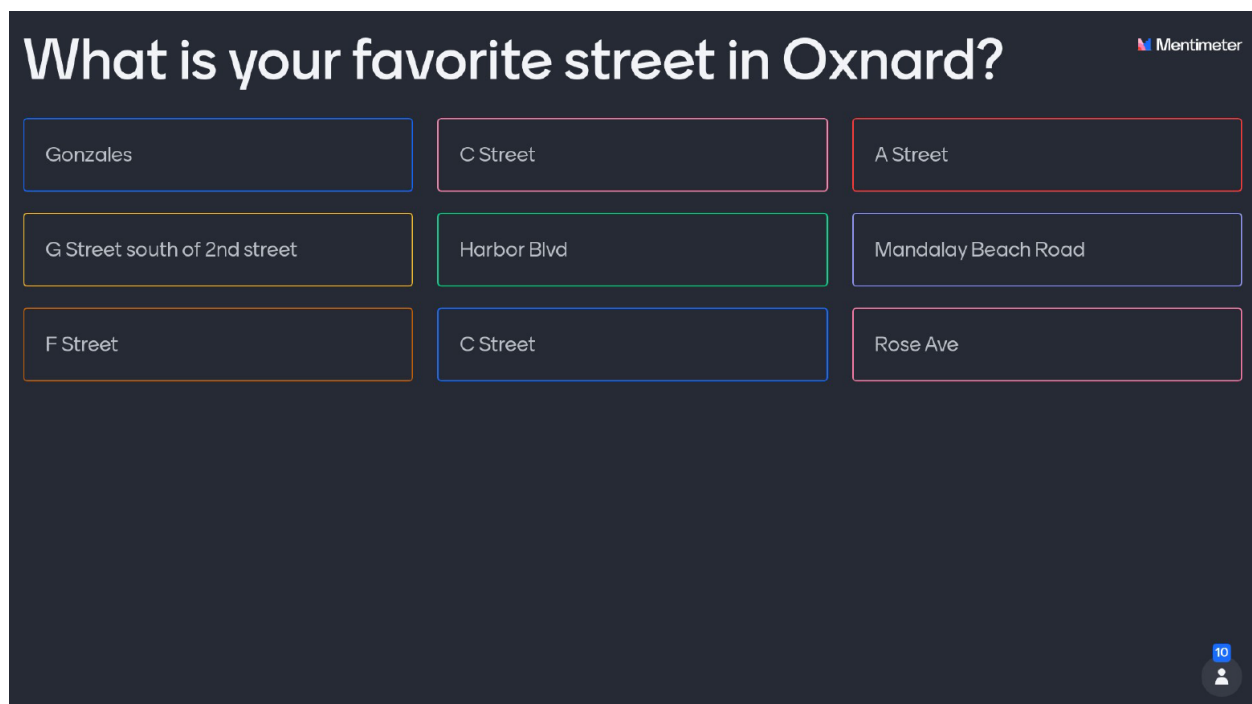 What is your favorite street in Oxnard?
Mentimeter
Gonzales
C Street
A Street
G Street south of 2nd street
Harbor Blvd
Mandalay Beach Road
F Street
C Street
Rose Ave
10